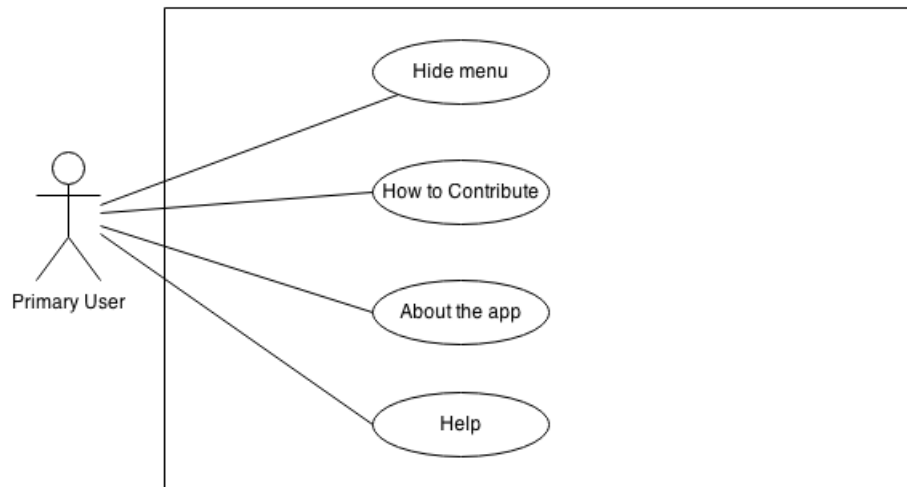 Hide menu
How to Contribute
Primary User
About the app
Help